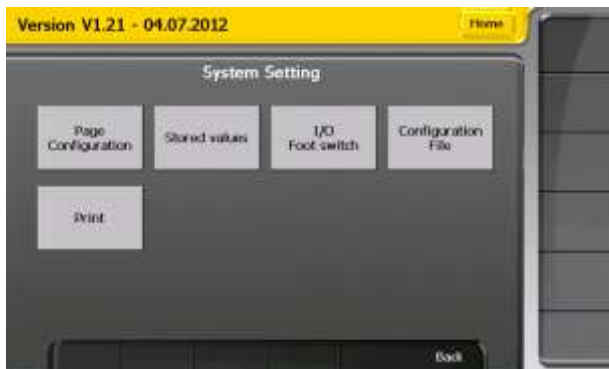 Version V1.21 - 04.07.2012
Home
System Setting
Page
Configuration
Stored values
I/O
Foot switch
Configuration
File
Print
Back